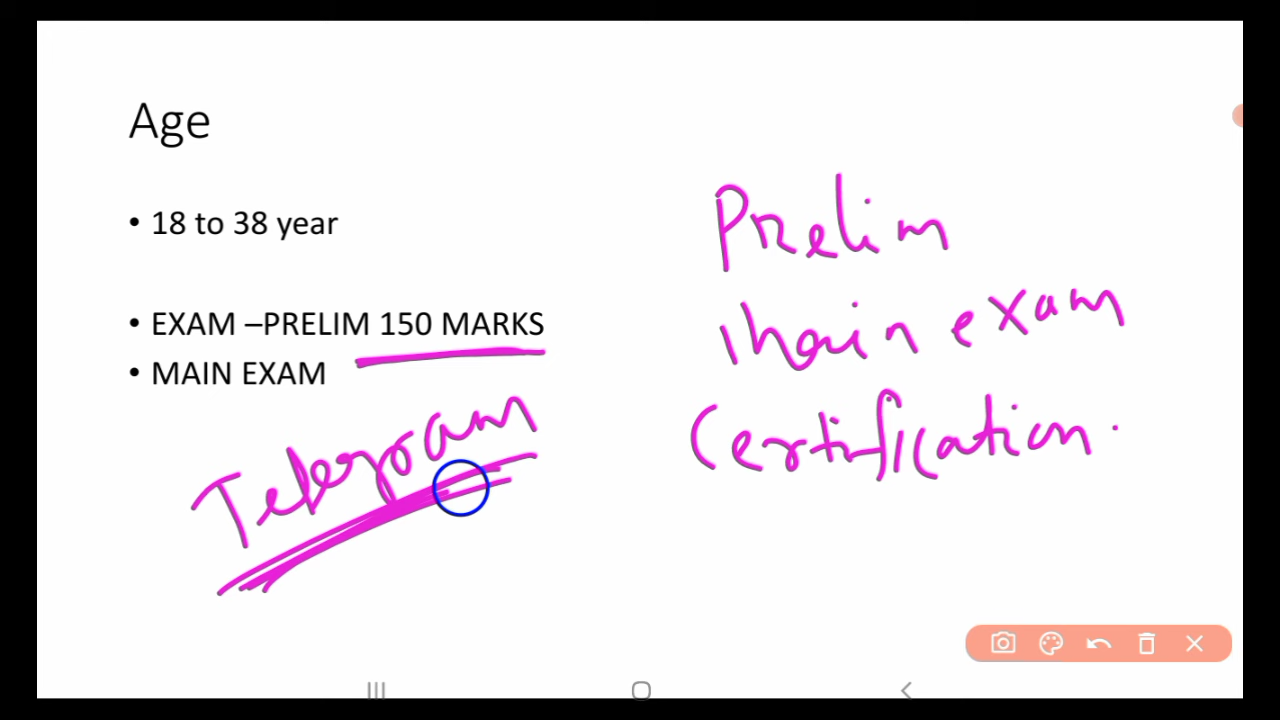 Age
• 18 to 38 year
• EXAM –PRELIM 150 MARKS
• MAIN EXAM
Telegram
Prelim
main exam
Certification.